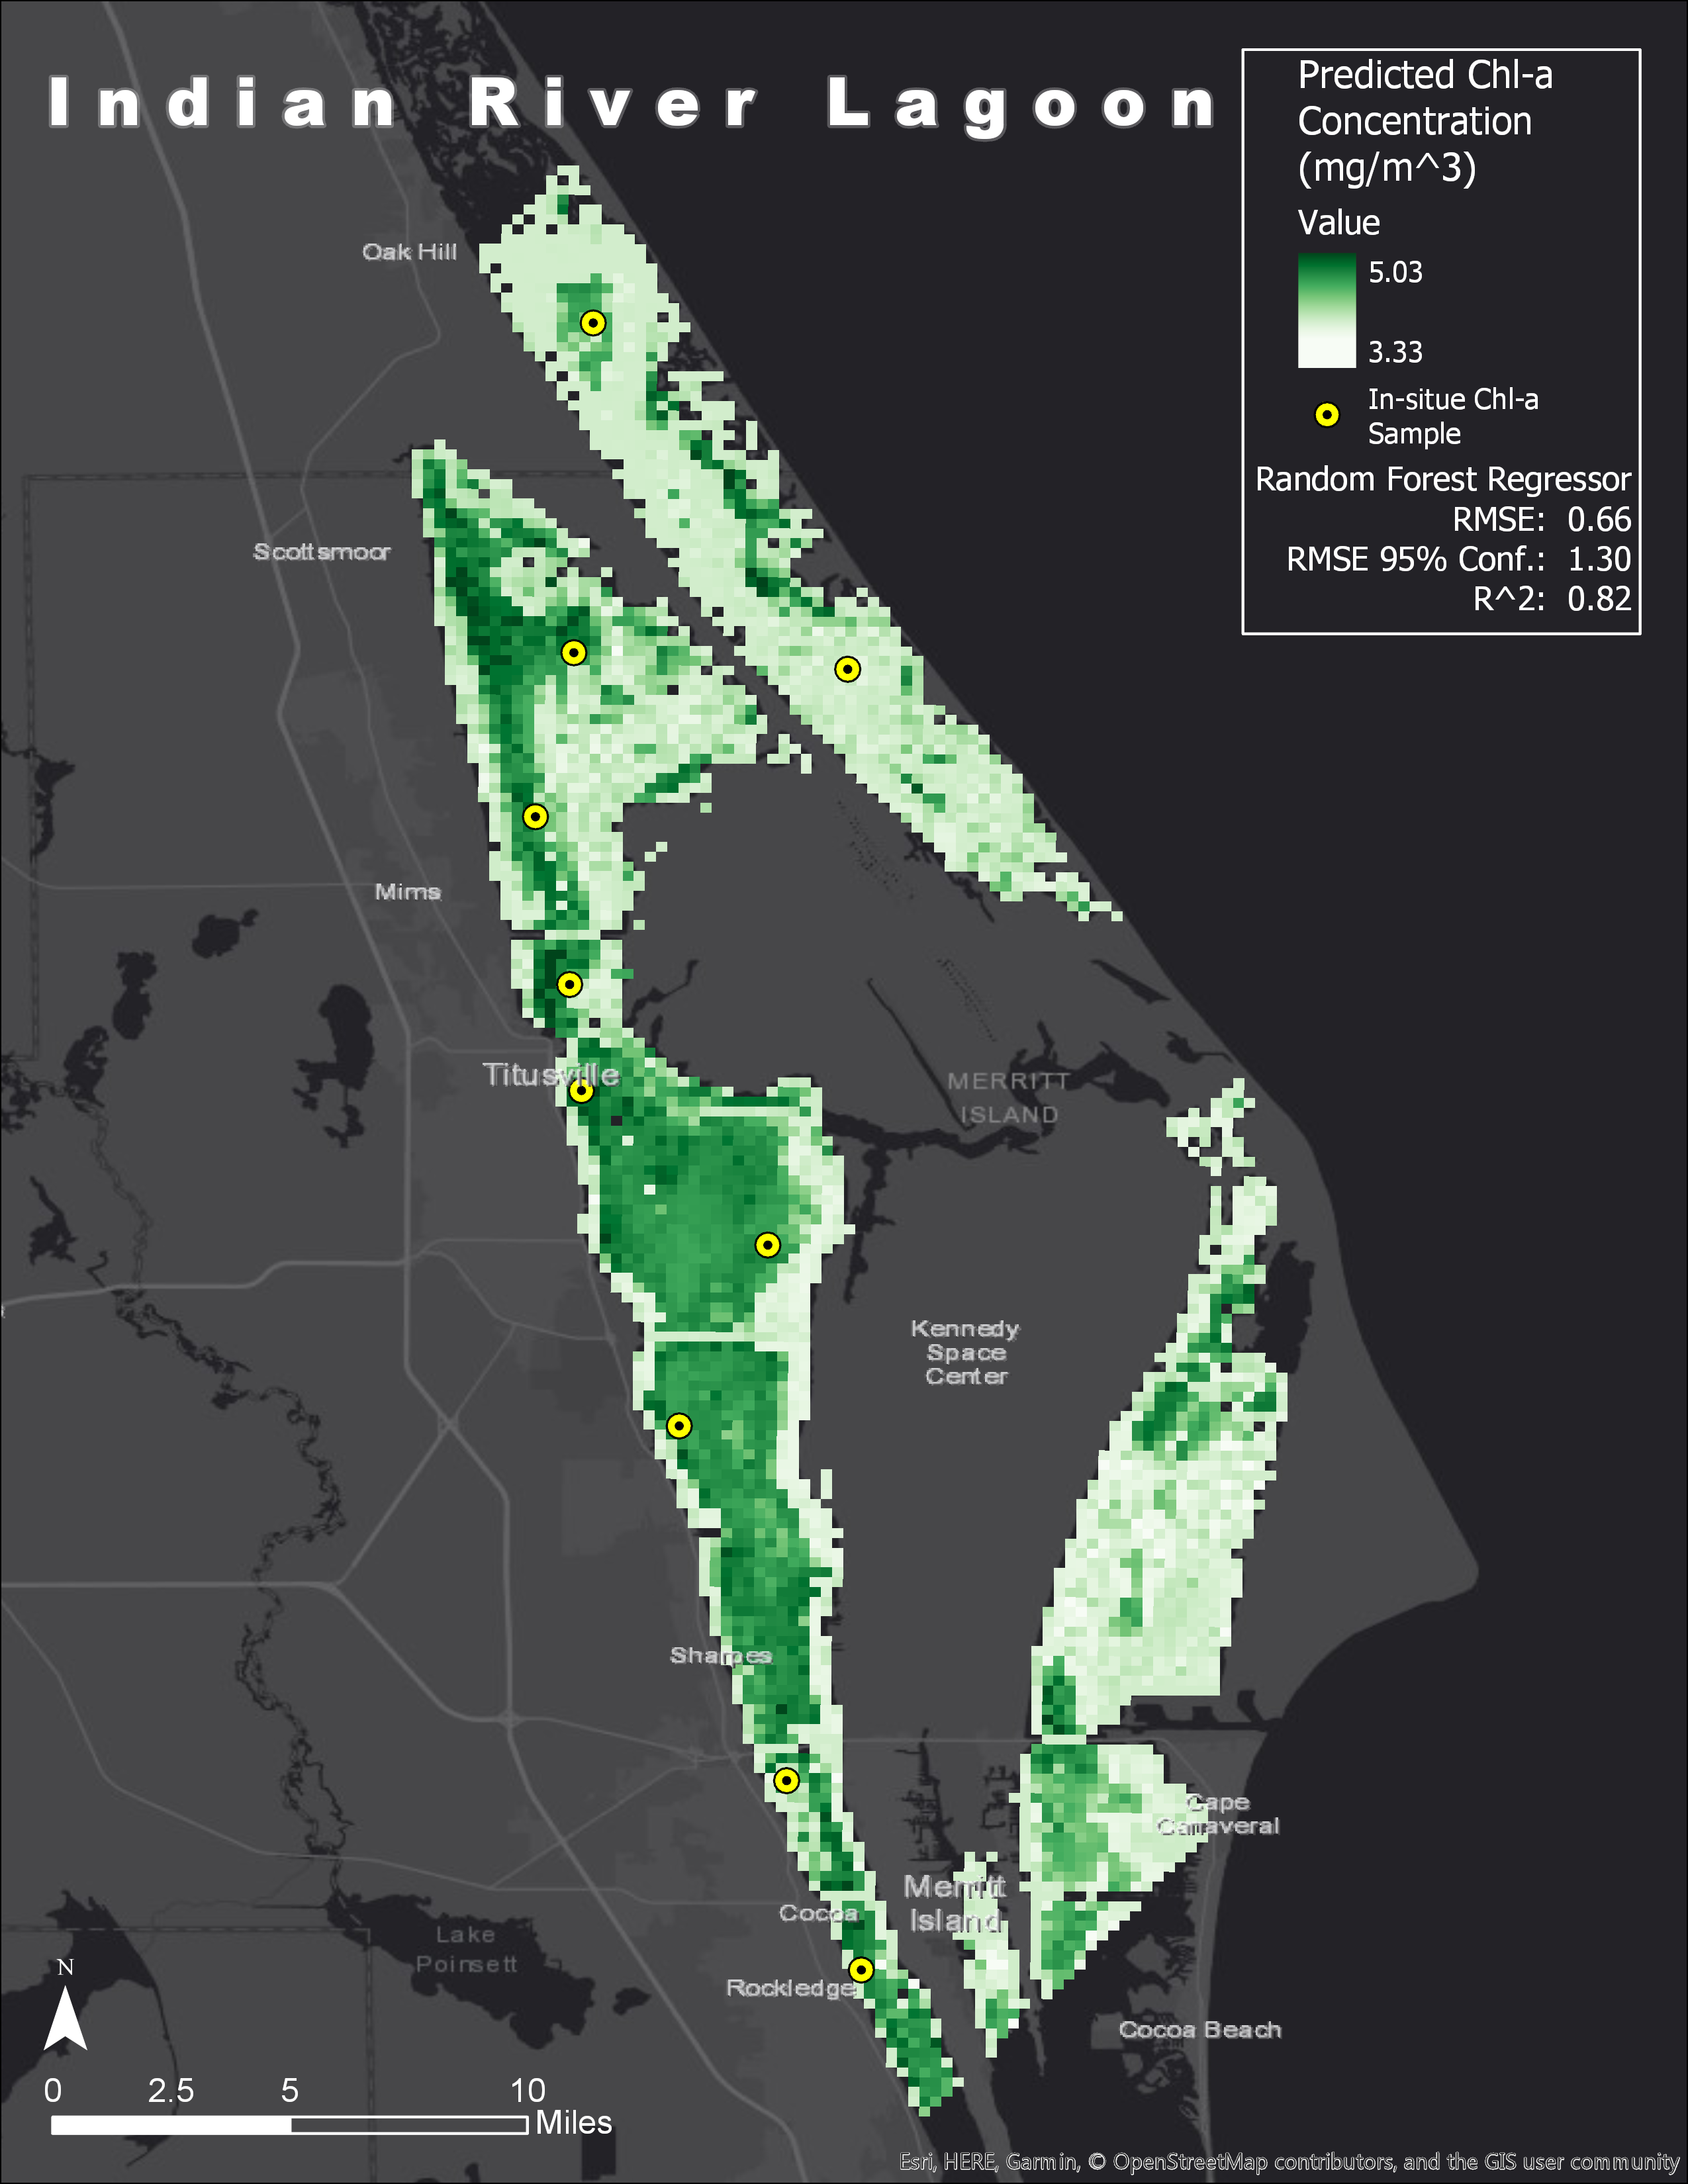 Indian River Lagoon
Predicted Chl-a
Concentration
(mg/m^3)
Value
5.03
3.33
In-situe Chl-a
Sample
Random Forest Regressor
RMSE: 0.66
RMSE 95% Conf.: 1.30
R^2: 0.82
Oak Hill
Scottsmoor
Mims
Titusville
MERRITT
ISLAND
Kennedy
Space
Center
Sharpes
Cape
Canaveral
Merritt
Island
Cocoa
Lake
Poinsett
Rockledge
Cocoa Beach
N
0 2.5 5 10
Miles
Esri, HERE, Garmin, © OpenStreetMap contributors, and the GIS user community